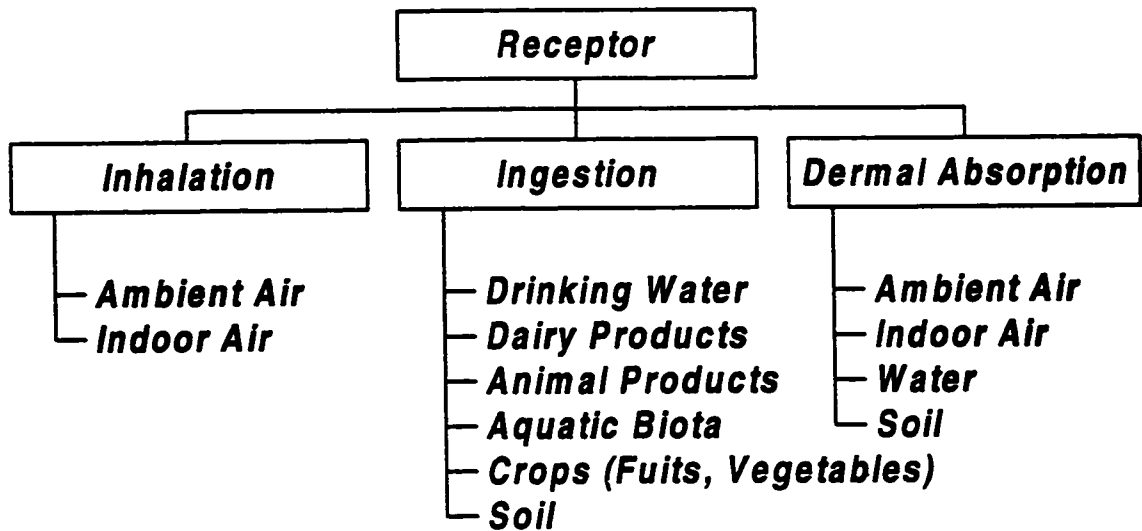 Receptor
Inhalation
Ambient Air
Indoor Air
Ingestion
Drinking Water
Dairy Products
Animal Products
Aquatic Biota
Crops (Fuits, Vegetables)
Soil
Dermal Absorption
Ambient Air
Indoor Air
Water
Soil